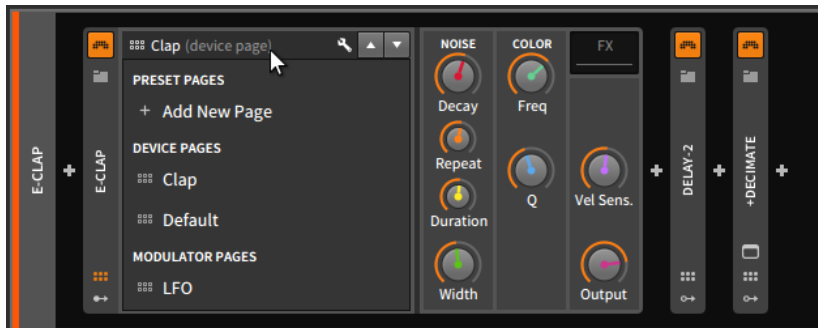 E-CLAP
E-CLAP
Clap (device page)
PRESET PAGES
+ Add New Page
DEVICE PAGES
Clap
Default
MODULATOR PAGES
LFO
NOISE
Decay
Repeat
Duration
Width
COLOR
Freq
Q
FX
Vel Sens.
Output
DELAY-2
+DECIMATE